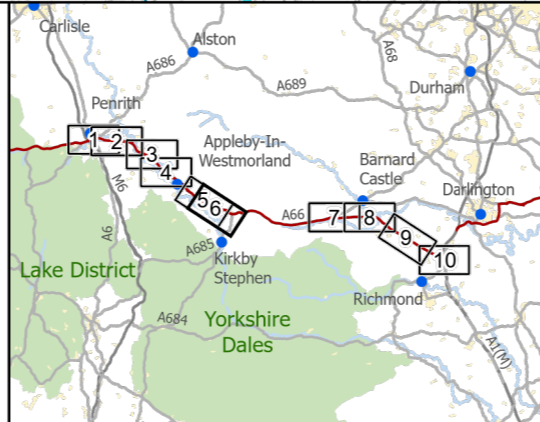 Carlisle
Alston
A686
A68
A689
Durham
Penrith
1
2
3
4
5
6
Appleby-In-
Westmorland
Barnard
Castle
Darlington
M6
A6
A66
7
8
9
10
A685
Kirkby
Stephen
Lake District
Richmond
A684
Yorkshire
Dales
A1(M)